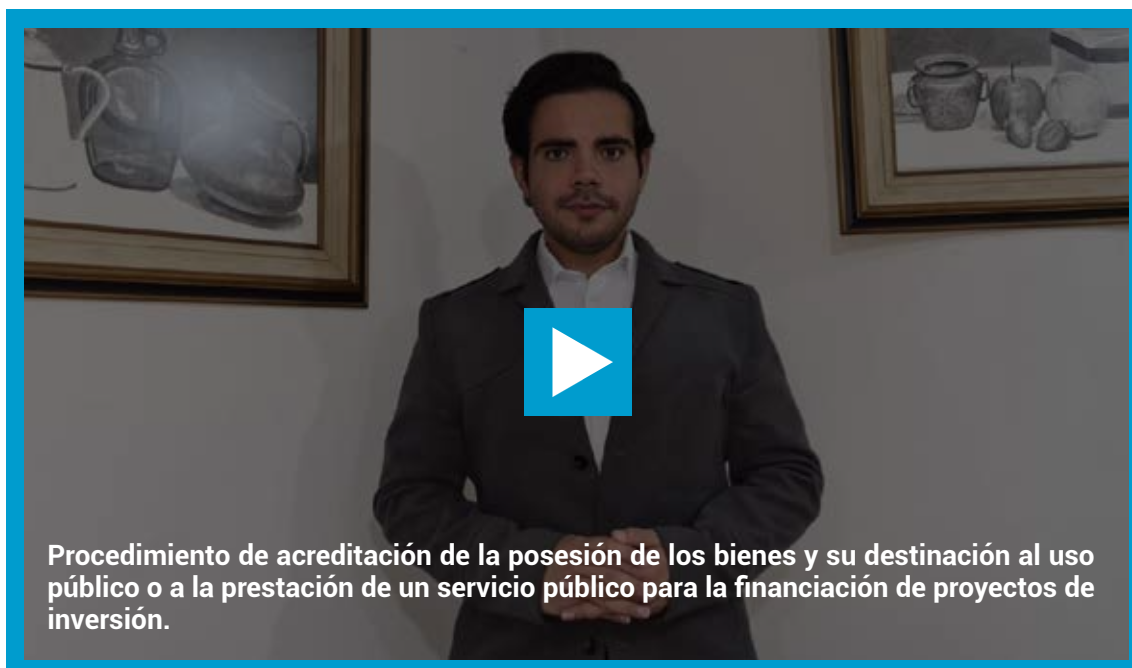 Procedimiento de acreditación de la posesión de los bienes y su destinación al uso
público o a la prestación de un servicio público para la financiación de proyectos de
inversión.